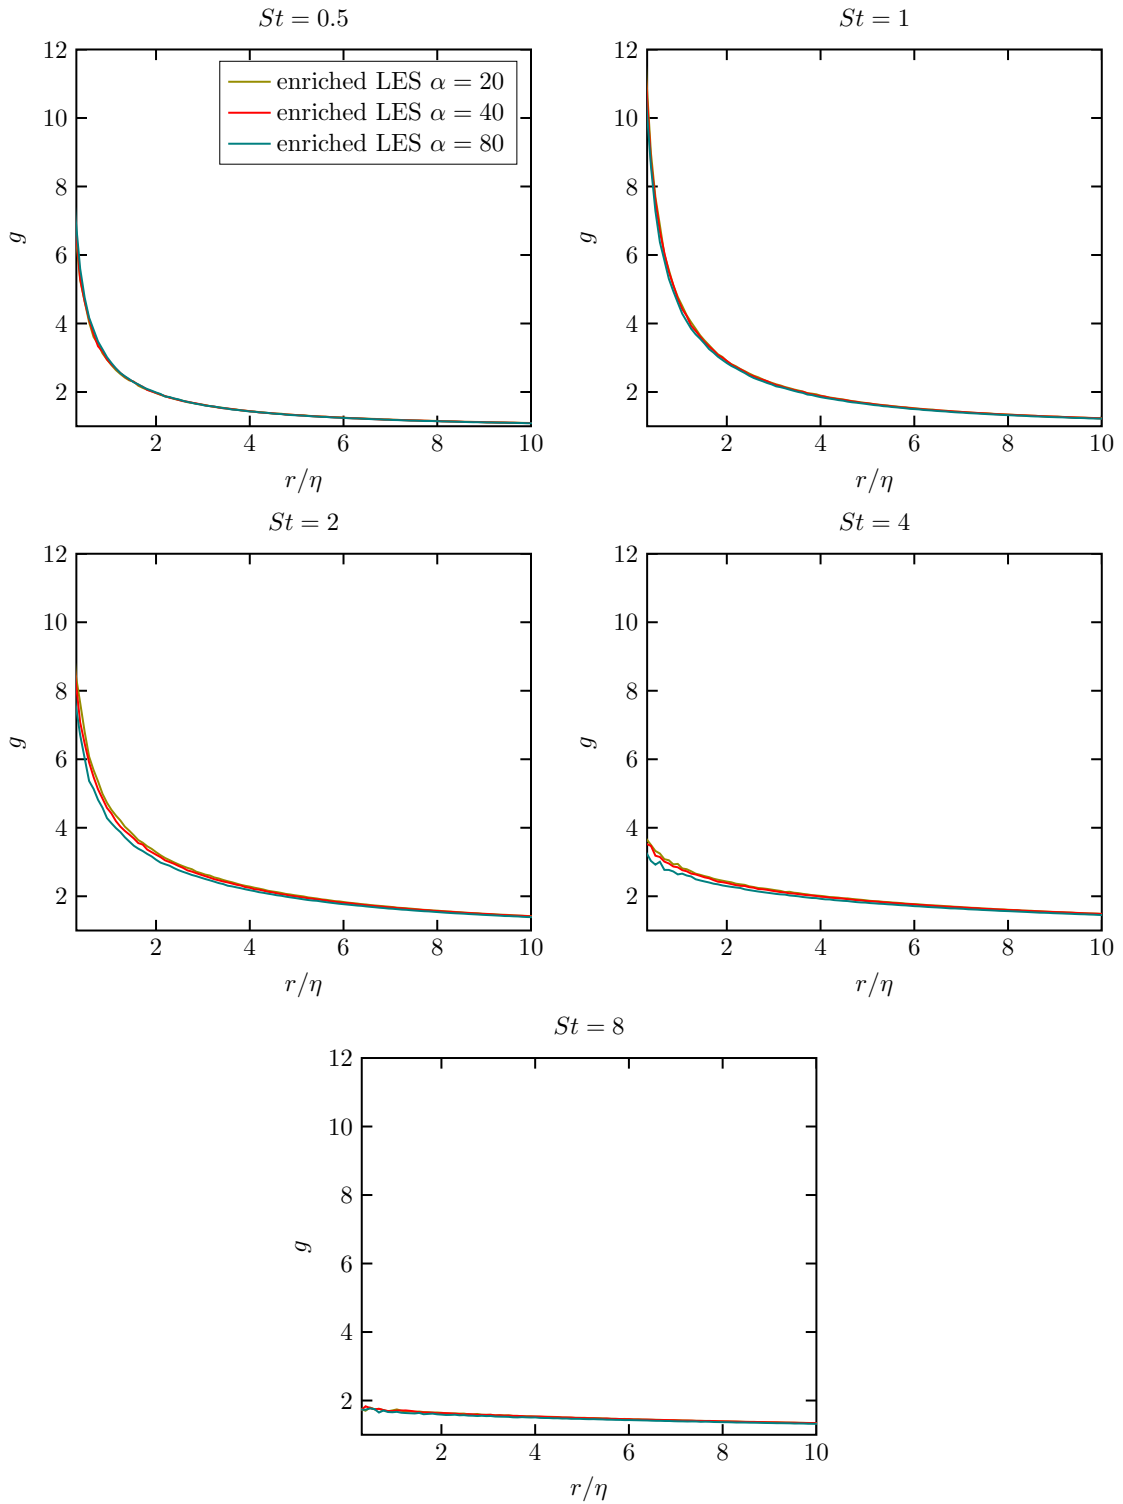 St = 0.5
12
10
8
6
4
2
g
enriched LES α = 20
enriched LES α = 40
enriched LES α = 80
2 4 6 8 10
r/η
St = 1
12
10
8
6
4
2
g
2 4 6 8 10
r/η
St = 2
12
10
8
6
4
2
g
2 4 6 8 10
r/η
St = 4
12
10
8
6
4
2
g
2 4 6 8 10
r/η
St = 8
12
10
8
6
4
2
g
2 4 6 8 10
r/η